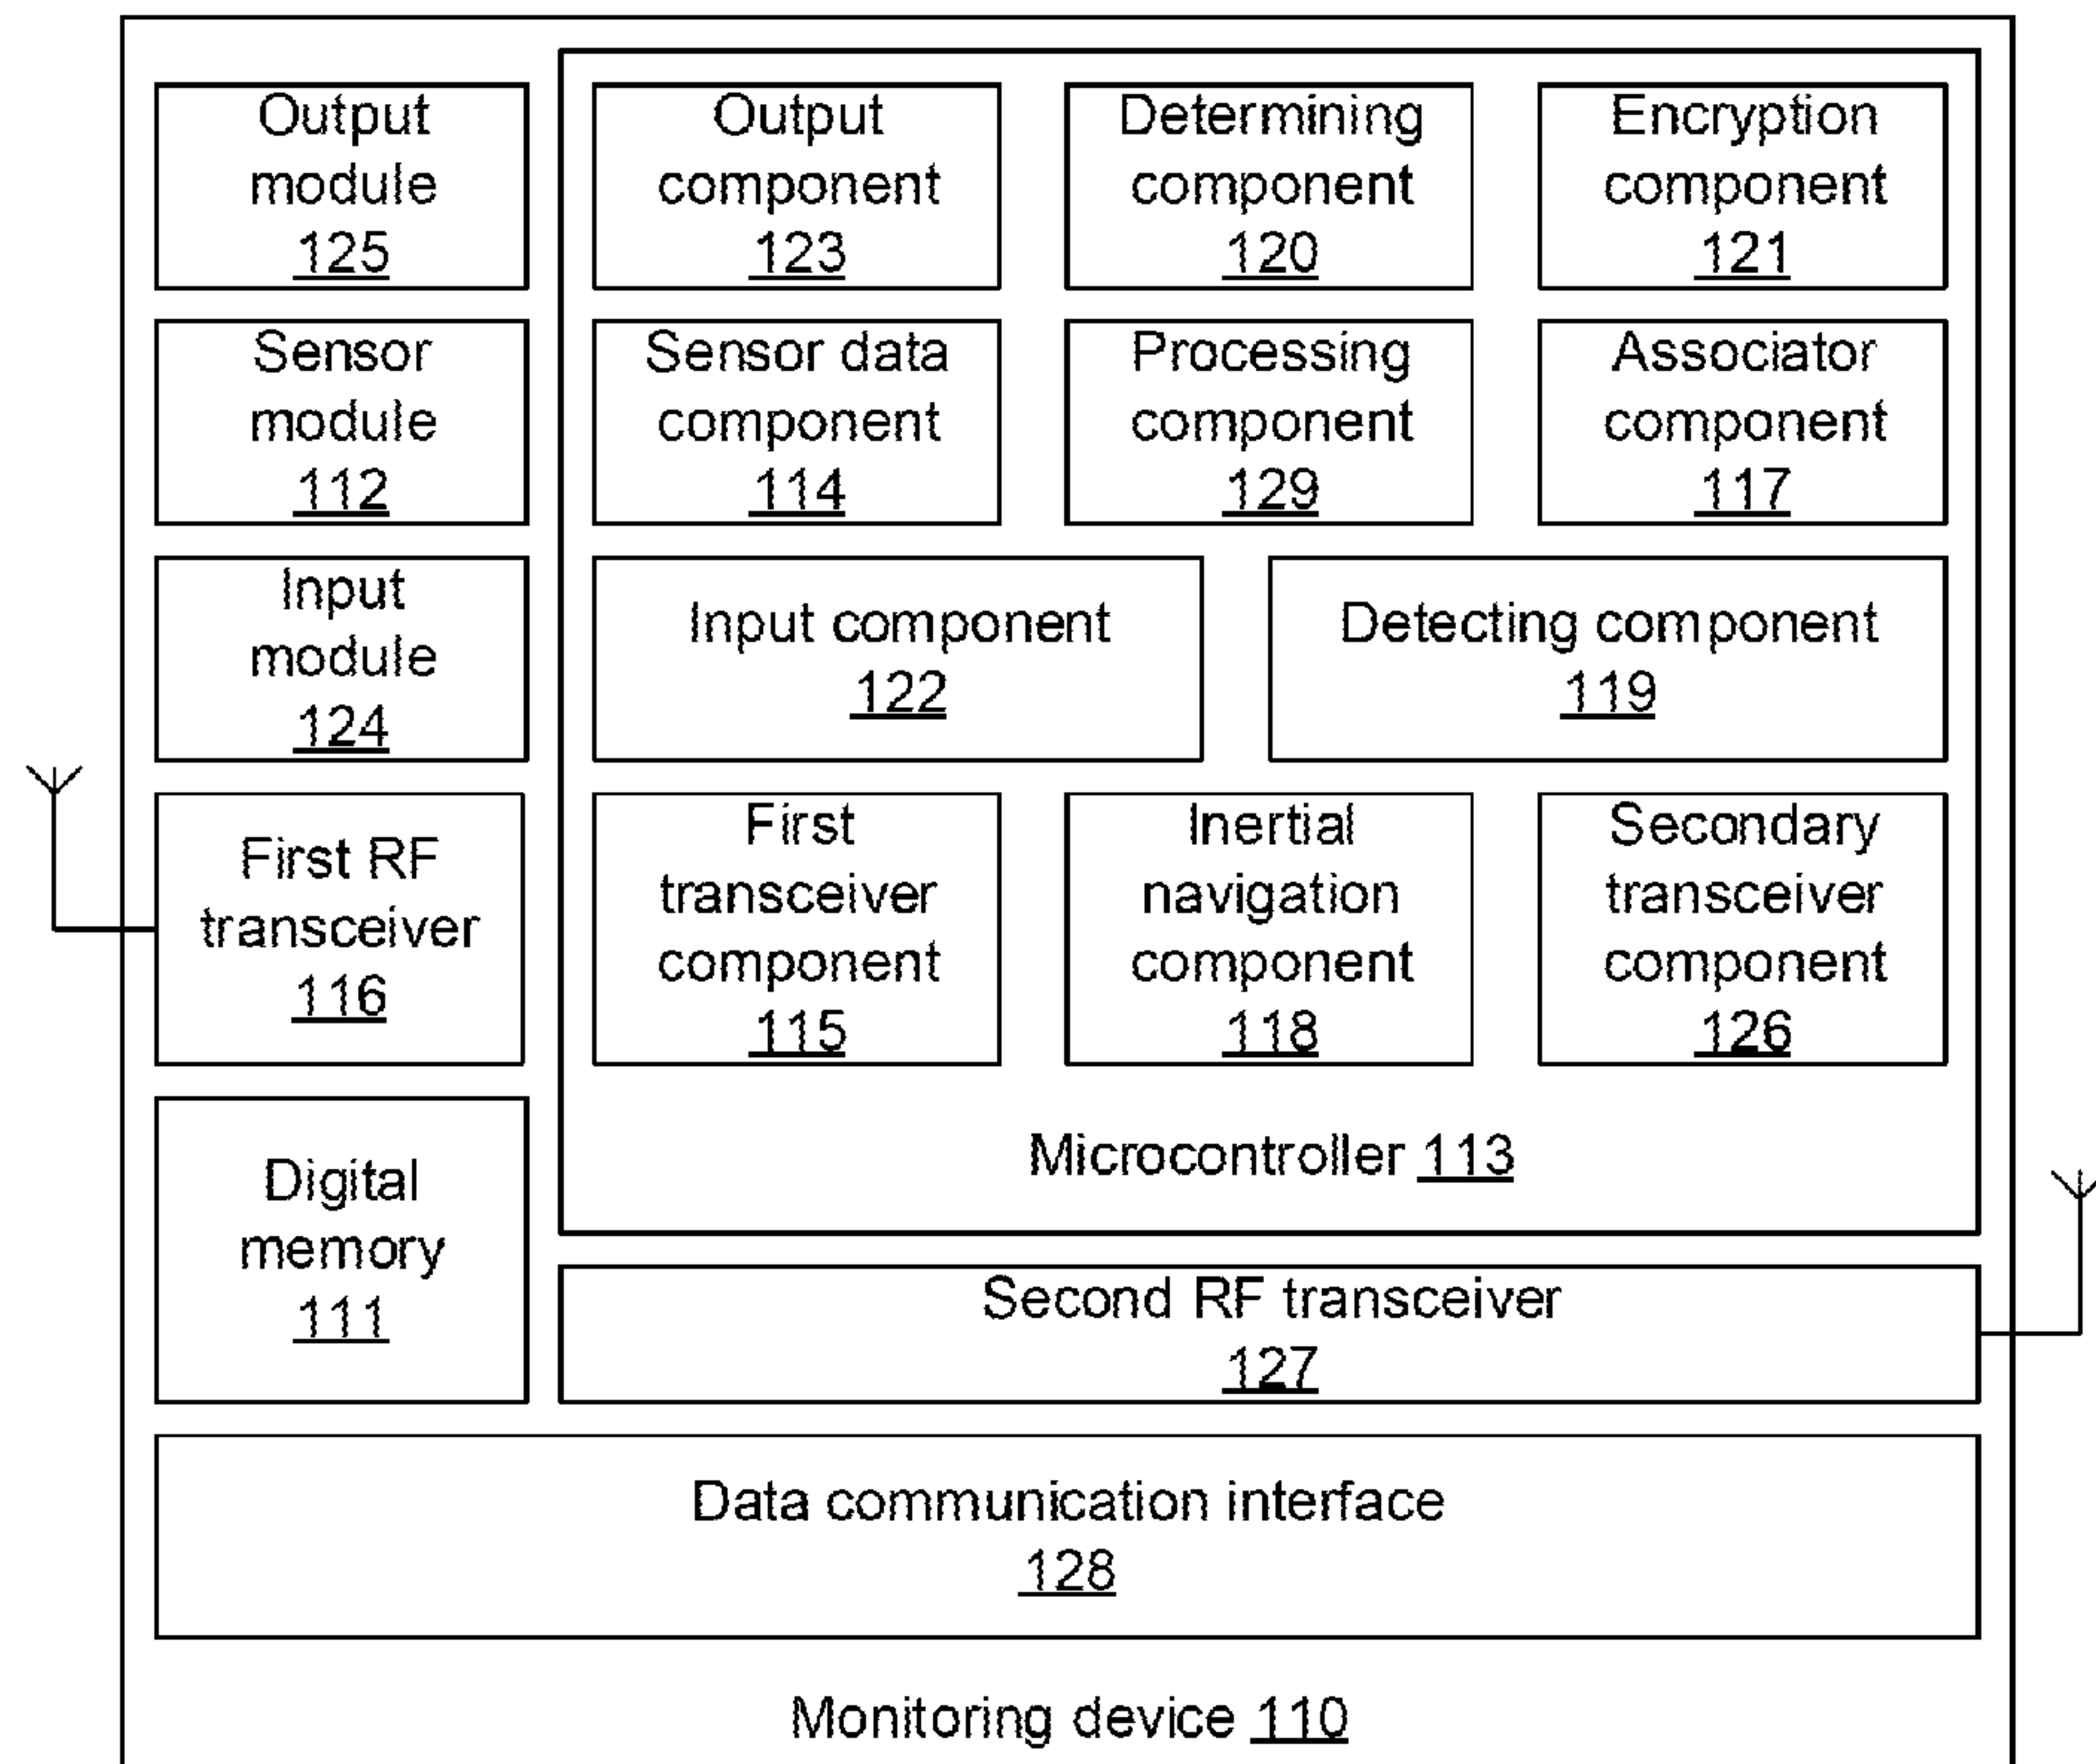 Output
module
125
Output
component
123
Determining
component
120
Encryption
component
121
Sensor
module
112
Sensor data
component
114
Processing
component
129
Associator
component
117
Input
module
124
Input component
122
Detecting component
119
First RF
transceiver
116
First
transceiver
component
115
Inertial
navigation
component
118
Secondary
transceiver
component
126
Microcontroller 113
Digital
memory
111
Second RF transceiver
127
Data communication interface
128
Monitoring device 110